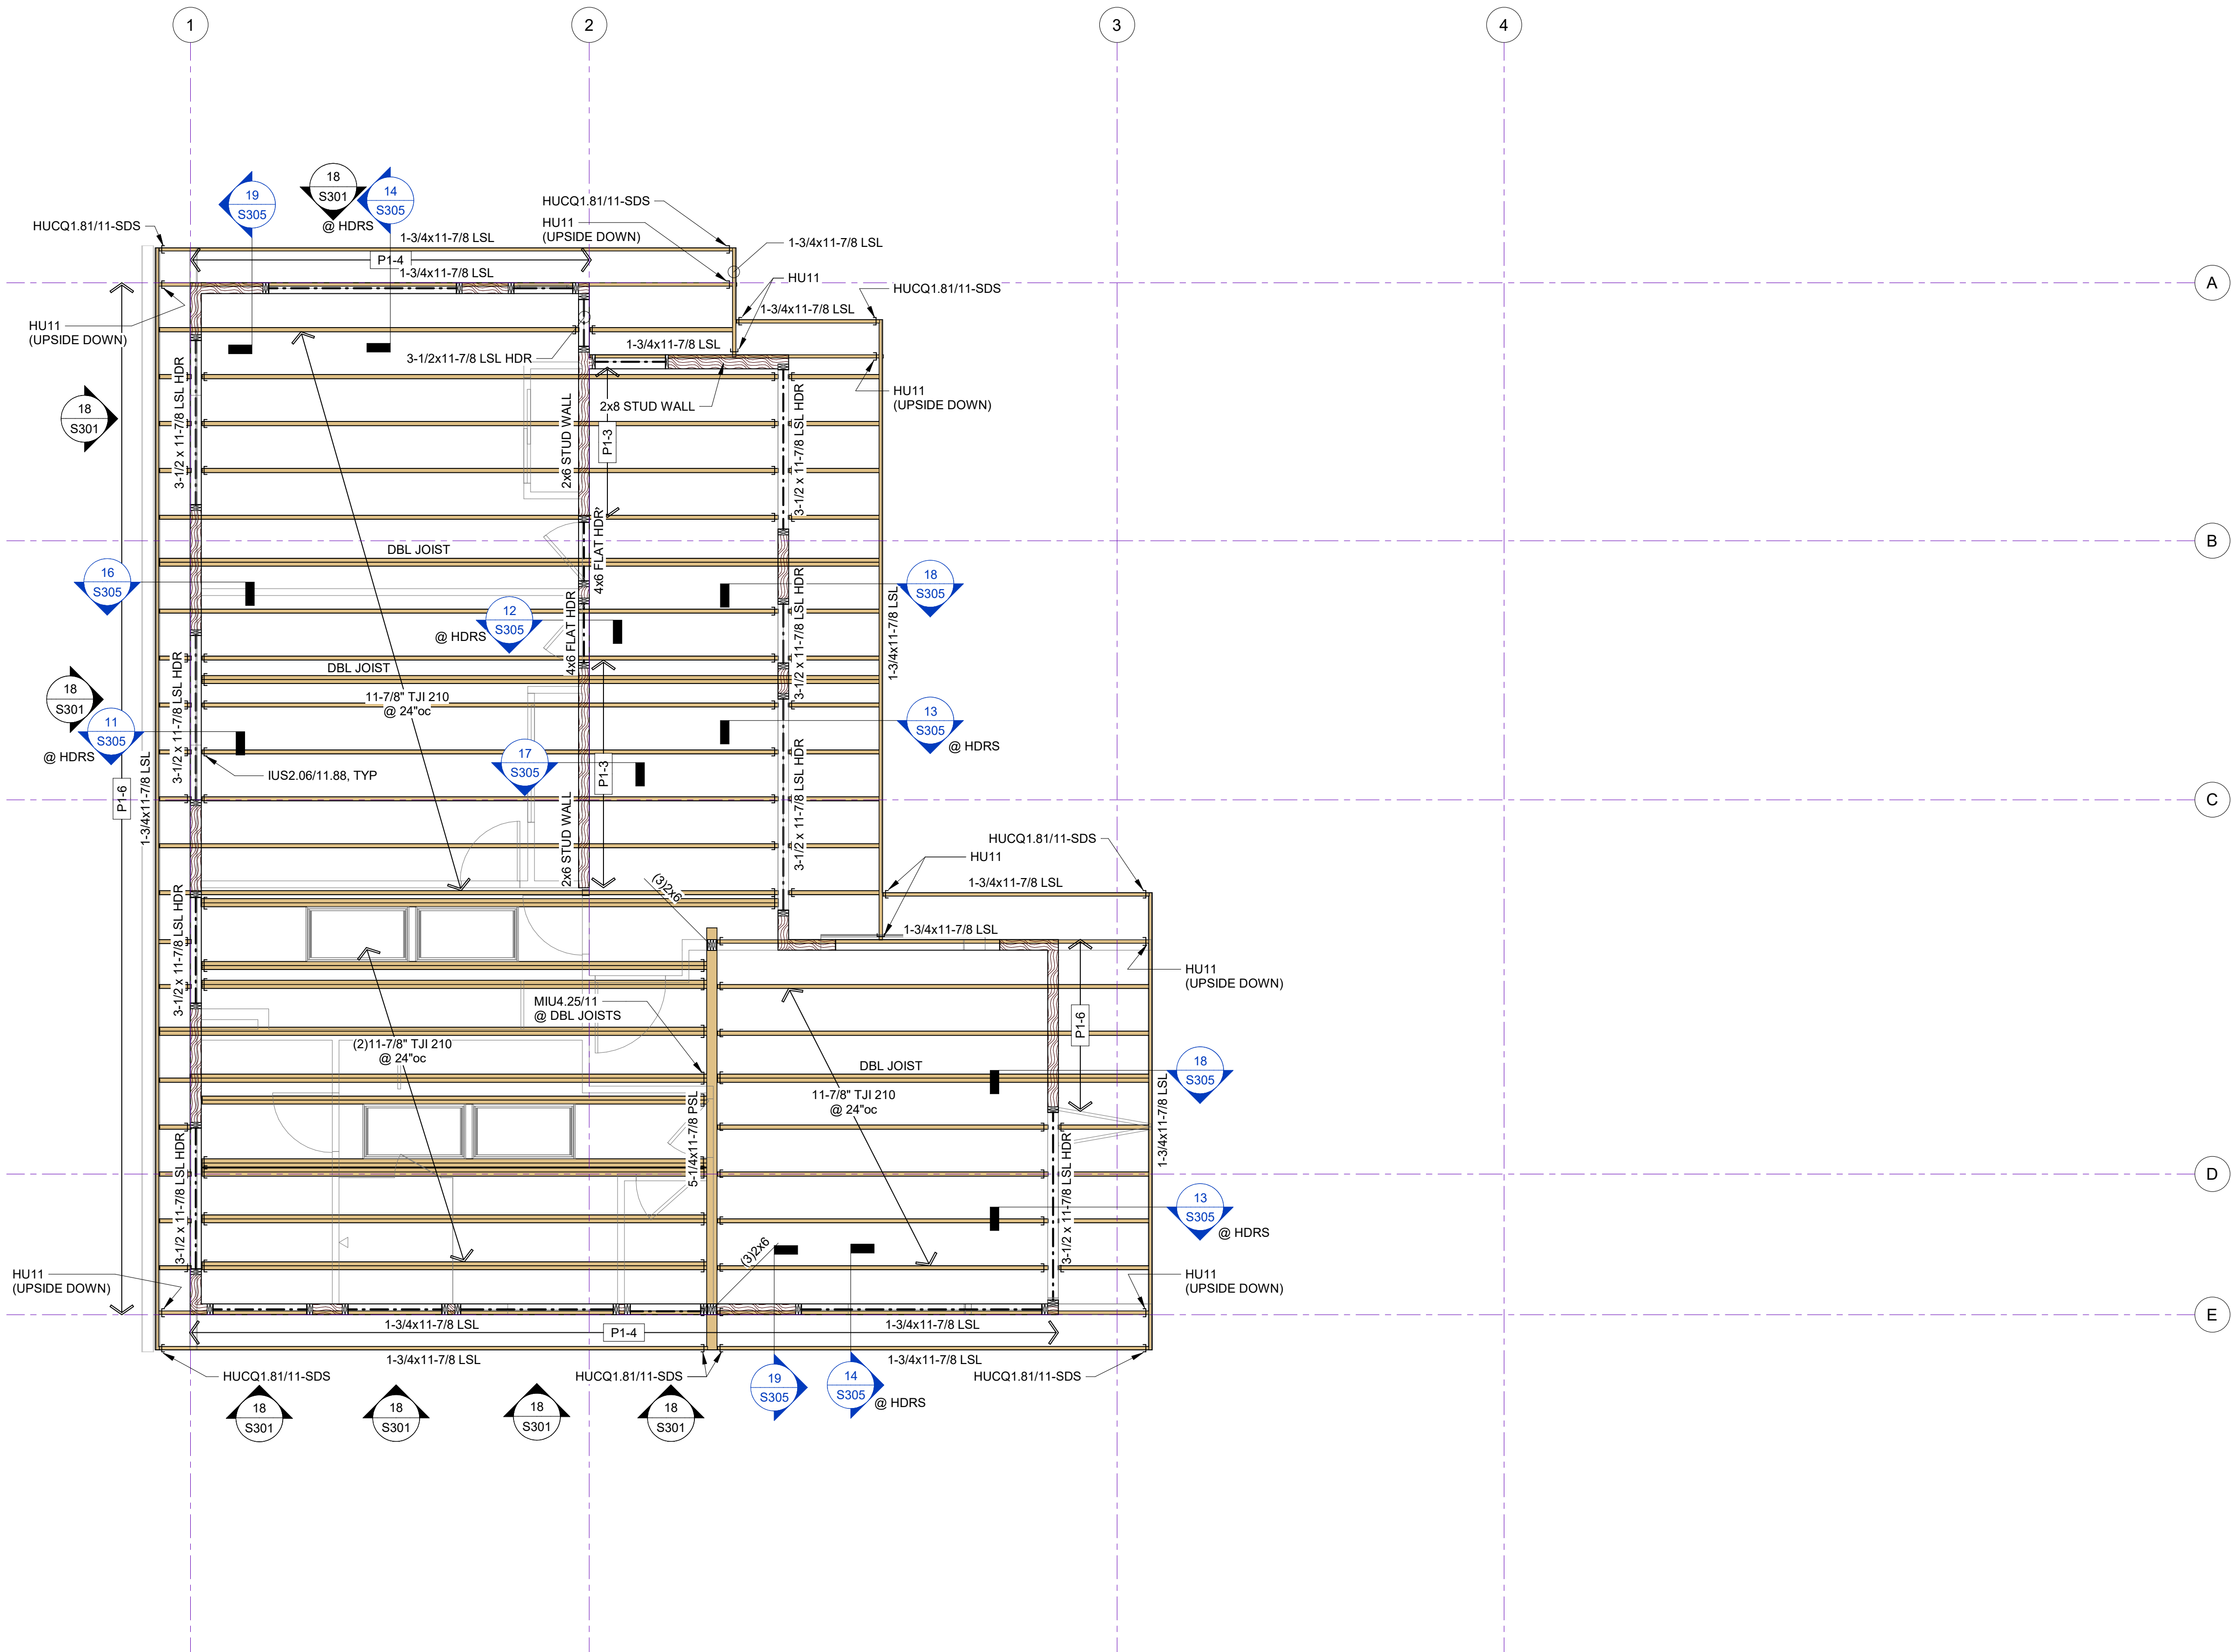 1
2
3
4
18
S301
@ HDRS
19
S305
14
S305
HUCQ1.81/11-SDS
HUCQ1.81/11-SDS
HU11
(UPSIDE DOWN)
1-3/4x11-7/8 LSL
1-3/4x11-7/8 LSL
P1-4
1-3/4x11-7/8 LSL
HU11
A
HUCQ1.81/11-SDS
1-3/4x11-7/8 LSL
HU11
(UPSIDE DOWN)
1-3/4x11-7/8 LSL
3-1/2x11-7/8 LSL HDR
HU11
(UPSIDE DOWN)
2x8 STUD WALL
18
S301
3-1/2 x 11-7/8 LSL HDR
2x6 STUD WALL
P1-3
3-1/2 x 11-7/8 LSL HDR
B
DBL JOIST
4x6 FLAT HDR
16
S305
12
S305
@ HDRS
18
S305
4x6 FLAT HDR
3-1/2 x 11-7/8 LSL HDR
1-3/4x11-7/8 LSL
DBL JOIST
18
S301
11-7/8" TJI 210
@ 24"oc
3-1/2 x 11-7/8 LSL HDR
11
S305
@ HDRS
13
S305
@ HDRS
17
S305
IUS2.06/11.88, TYP
P1-3
P1-6
1-3/4x11-7/8 LSL
3-1/2 x 11-7/8 LSL HDR
C
2x6 STUD WALL
HUCQ1.81/11-SDS
HU11
1-3/4x11-7/8 LSL
(3)2x6
3-1/2 x 11-7/8 LSL HDR
1-3/4x11-7/8 LSL
HU11
(UPSIDE DOWN)
MIU4.25/11
@ DBL JOISTS
P1-6
(2)11-7/8" TJI 210
@ 24"oc
DBL JOIST
18
S305
11-7/8" TJI 210
@ 24"oc
5-1/4x11-7/8 PSL
1-3/4x11-7/8 LSL
D
3-1/2 x 11-7/8 LSL HDR
3-1/2 x 11-7/8 LSL HDR
13
S305
@ HDRS
(3)2x6
HU11
(UPSIDE DOWN)
HU11
(UPSIDE DOWN)
E
1-3/4x11-7/8 LSL
P1-4
1-3/4x11-7/8 LSL
1-3/4x11-7/8 LSL
1-3/4x11-7/8 LSL
HUCQ1.81/11-SDS
HUCQ1.81/11-SDS
HUCQ1.81/11-SDS
19
S305
14
S305
@ HDRS
18
S301
18
S301
18
S301
18
S301